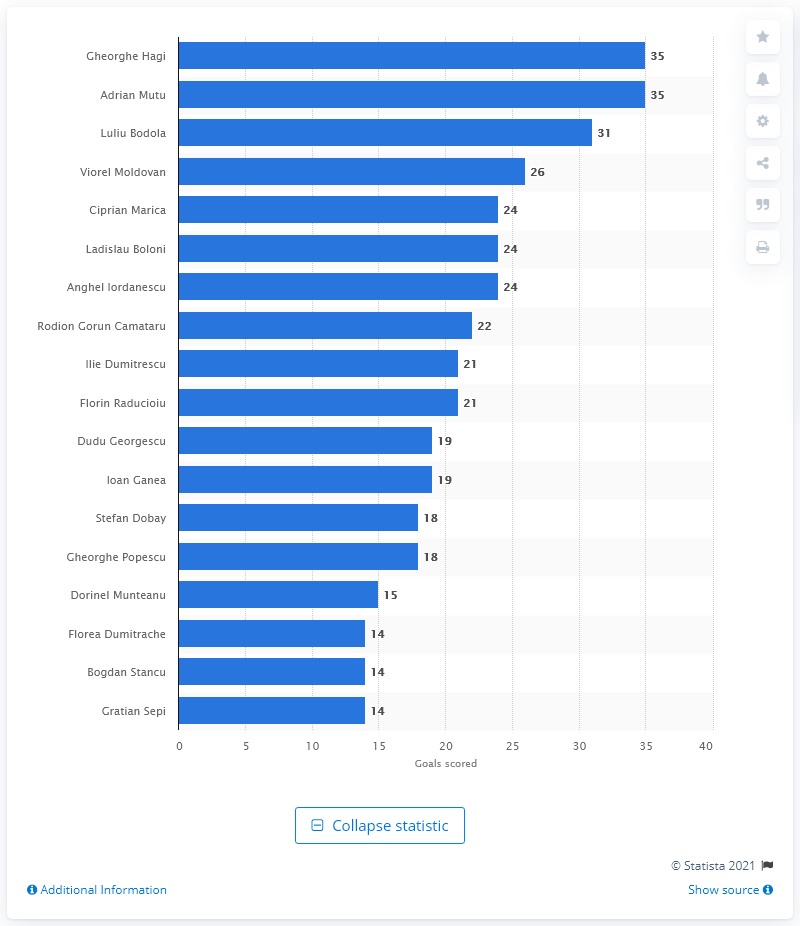 Gheorghe Hagi 35
Adrian Mutu 35
Luliu Bodola 31
Viorel Moldovan 26
Ciprian Marica 24
Ladislau Boloni 24
Anghel Iordanescu 24
Rodion Gorun Camataru 22
Ilie Dumitrescu 21
Florin Raducioiu 21
Dudu Georgescu 19
Ioan Ganea 19
Stefan Dobay 18
Gheorghe Popescu 18
Dorinel Munteanu 15
Florea Dumitrache 14
Bogdan Stancu 14
Gratian Sepi 14
0 5 10 15 20 25 30 35 40
Goals scored
Collapse statistic
© Statista 2021
Additional Information Show source